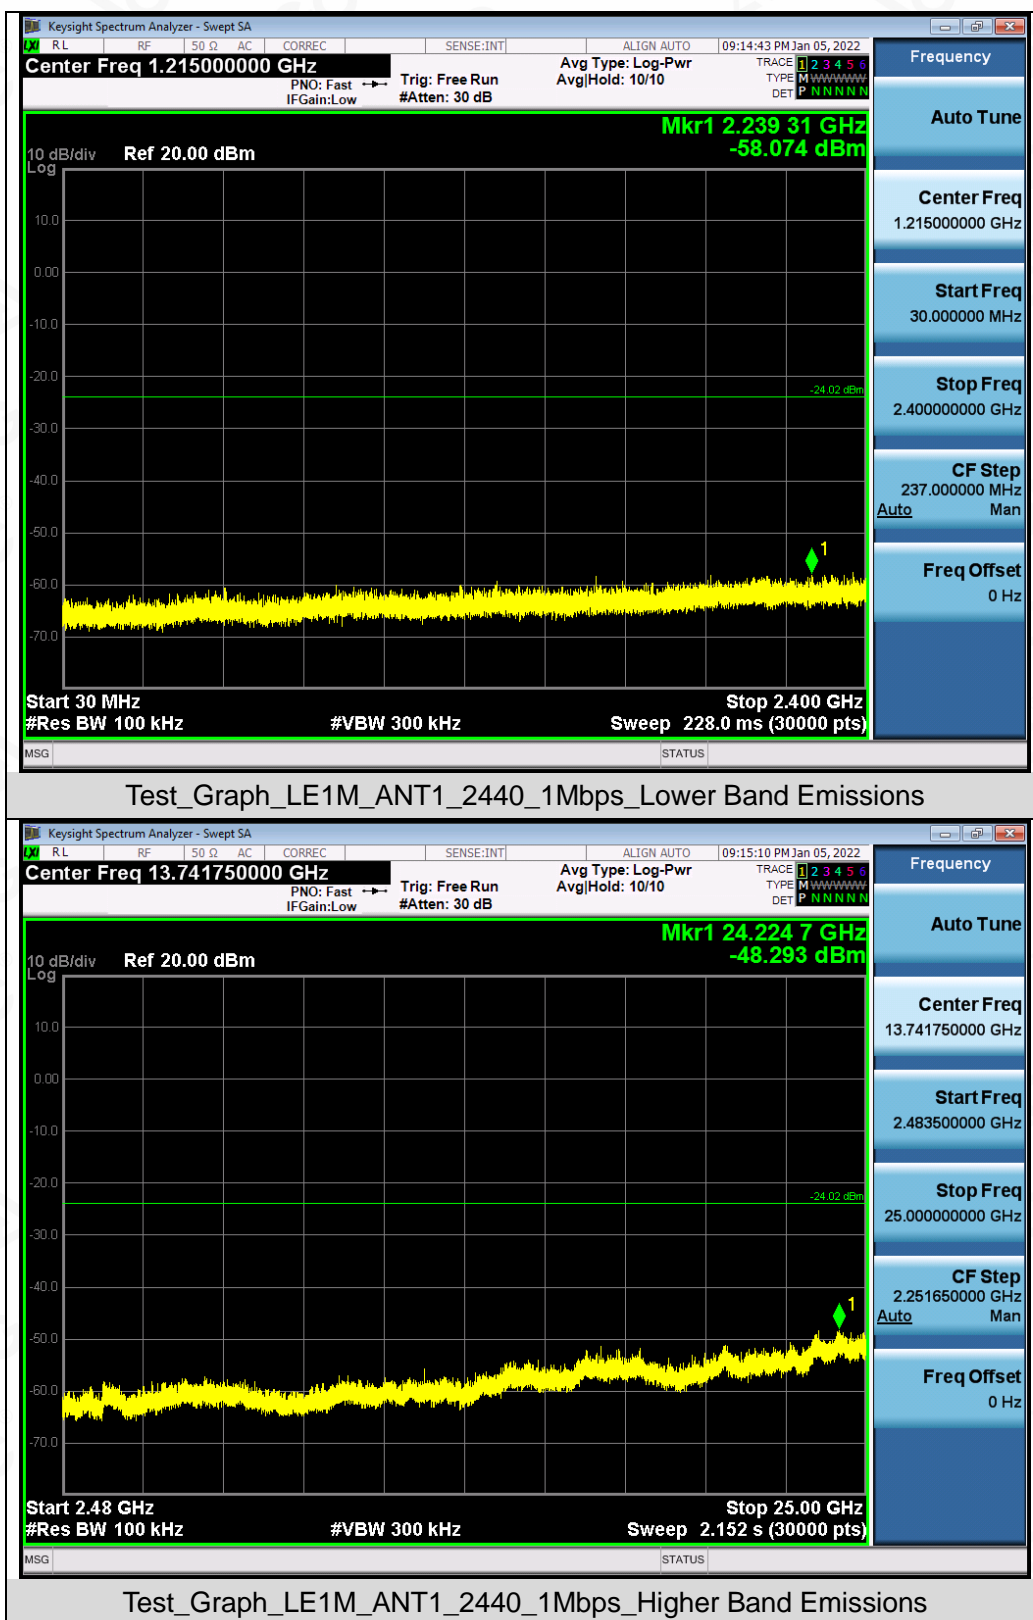 Keysight Spectrum Analyzer - Swept SA
LXI RL RF 50 Ω AC CORREC SENSE:INT ALIGN AUTO 09:14:43 PM Jan 05, 2022
Center Freq 1.215000000 GHz
Avg Type: Log-Pwr
TRACE 1 2 3 4 5 6
PNO: Fast
Trig: Free Run
Avg|Hold: 10/10
TYPE M WWWWW
IFGain:Low
#Atten: 30 dB
DET P N N N N N
Mkr1 2.239 31 GHz
-58.074 dBm
10 dB/div Ref 20.00 dBm
Log
10.0
0.00
-10.0
-20.0
-24.02 dBm
-30.0
-40.0
-50.0
1
-60.0
-70.0
Start 30 MHz Stop 2.400 GHz
#Res BW 100 kHz #VBW 300 kHz Sweep 228.0 ms (30000 pts)
MSG STATUS
Frequency
Auto Tune
Center Freq
1.215000000 GHz
Start Freq
30.000000 MHz
Stop Freq
2.400000000 GHz
CF Step
237.000000 MHz
Auto Man
Freq Offset
0 Hz
Test_Graph_LE1M_ANT1_2440_1Mbps_Lower Band Emissions
Keysight Spectrum Analyzer - Swept SA
LXI RL RF 50 Ω AC CORREC SENSE:INT ALIGN AUTO 09:15:10 PM Jan 05, 2022
Center Freq 13.741750000 GHz
Avg Type: Log-Pwr
TRACE 1 2 3 4 5 6
PNO: Fast
Trig: Free Run
Avg|Hold: 10/10
TYPE M WWWWW
IFGain:Low
#Atten: 30 dB
DET P N N N N N
Mkr1 24.224 7 GHz
-48.293 dBm
10 dB/div Ref 20.00 dBm
Log
10.0
0.00
-10.0
-20.0
-24.02 dBm
-30.0
-40.0
1
-50.0
-60.0
-70.0
Start 2.48 GHz Stop 25.00 GHz
#Res BW 100 kHz #VBW 300 kHz Sweep 2.152 s (30000 pts)
MSG STATUS
Frequency
Auto Tune
Center Freq
13.741750000 GHz
Start Freq
2.483500000 GHz
Stop Freq
25.000000000 GHz
CF Step
2.251650000 GHz
Auto Man
Freq Offset
0 Hz
Test_Graph_LE1M_ANT1_2440_1Mbps_Higher Band Emissions